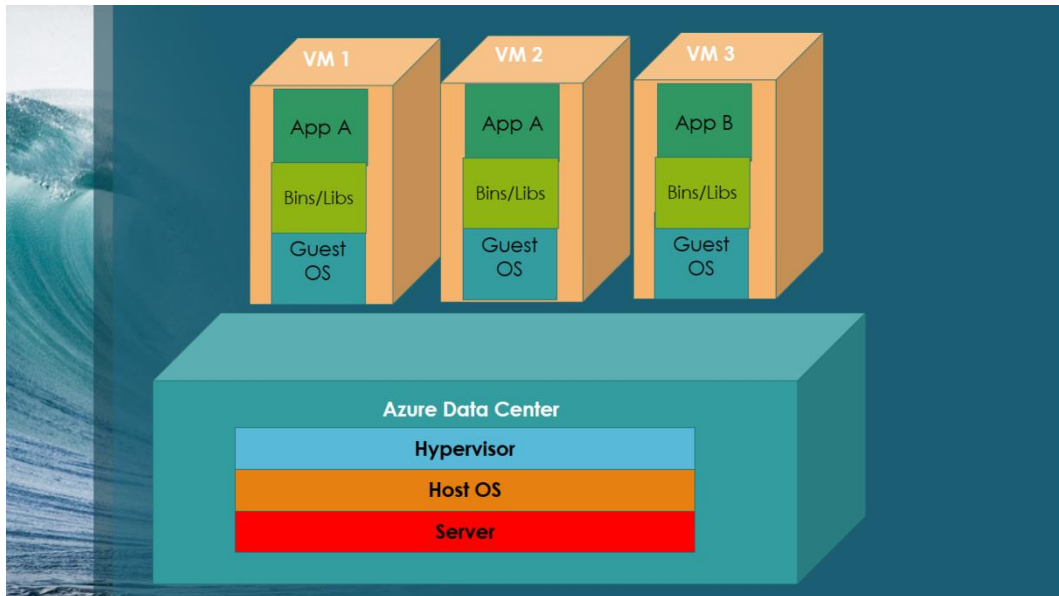 VM 1
VM 2
VM 3
App A
App A
App B
Bins/Libs
Bins/Libs
Bins/Libs
Guest
OS
Guest
OS
Guest
OS
Azure Data Center
Hypervisor
Host OS
Server